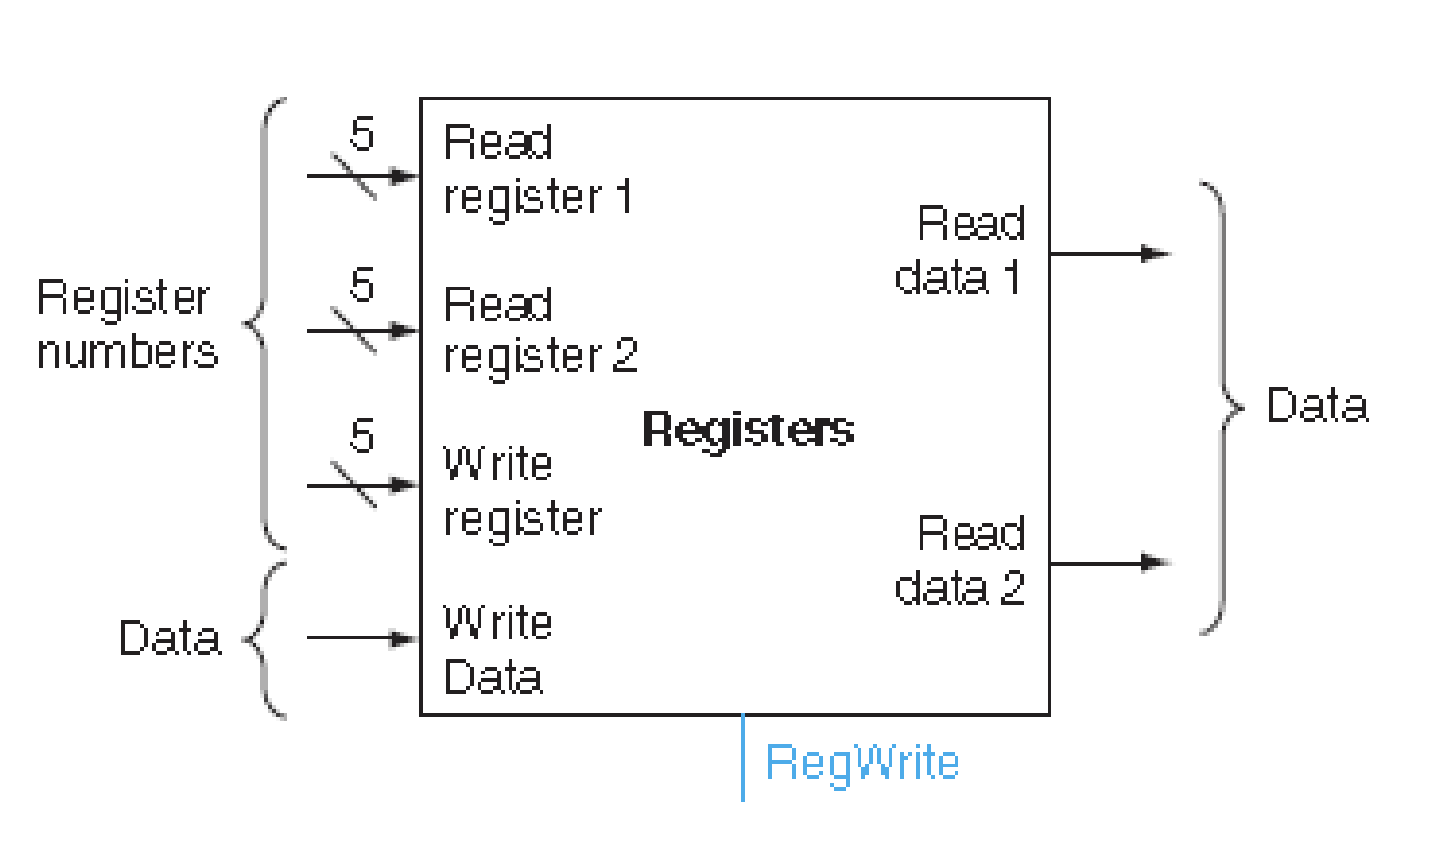 Register
numbers
Data
5
5
5
Read
register 1
Read
register 2
Write
register
Write
Data
Registers
Read
data 1
Read
data 2
Data
RegWrite